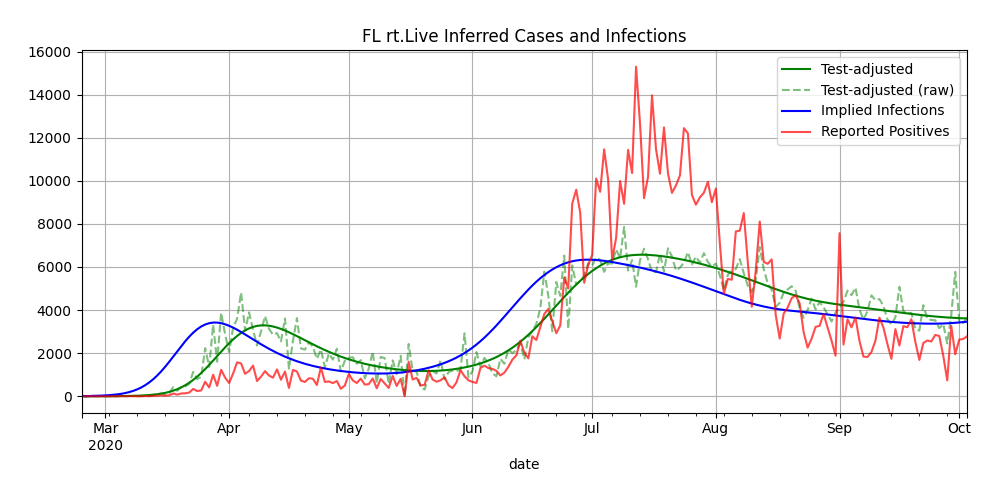 FL rt.Live Inferred Cases and Infections
16000
14000
12000
10000
8000
6000
4000
2000
0
Test-adjusted
Test-adjusted (raw)
Implied Infections
Reported Positives
Mar Apr May Jun Jul Aug Sep Oct
2020
date